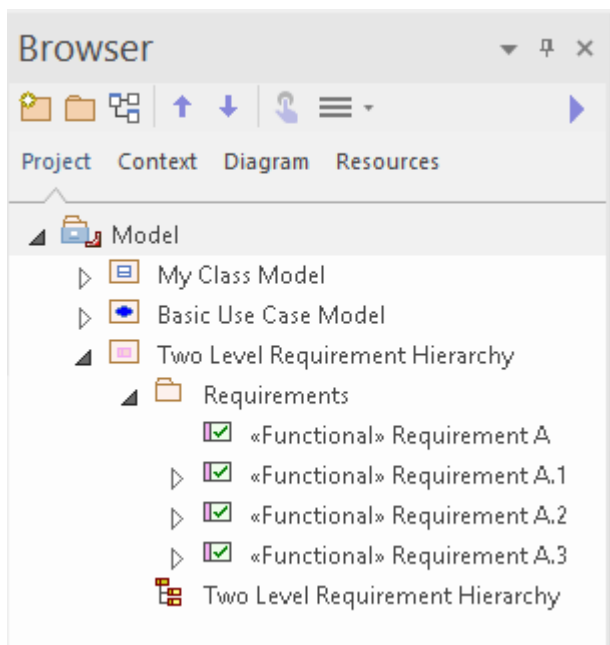 Browser
Project Context Diagram Resources
Model
My Class Model
Basic Use Case Model
Two Level Requirement Hierarchy
Requirements
«Functional» Requirement A
«Functional» Requirement A.1
«Functional» Requirement A.2
«Functional» Requirement A.3
Two Level Requirement Hierarchy